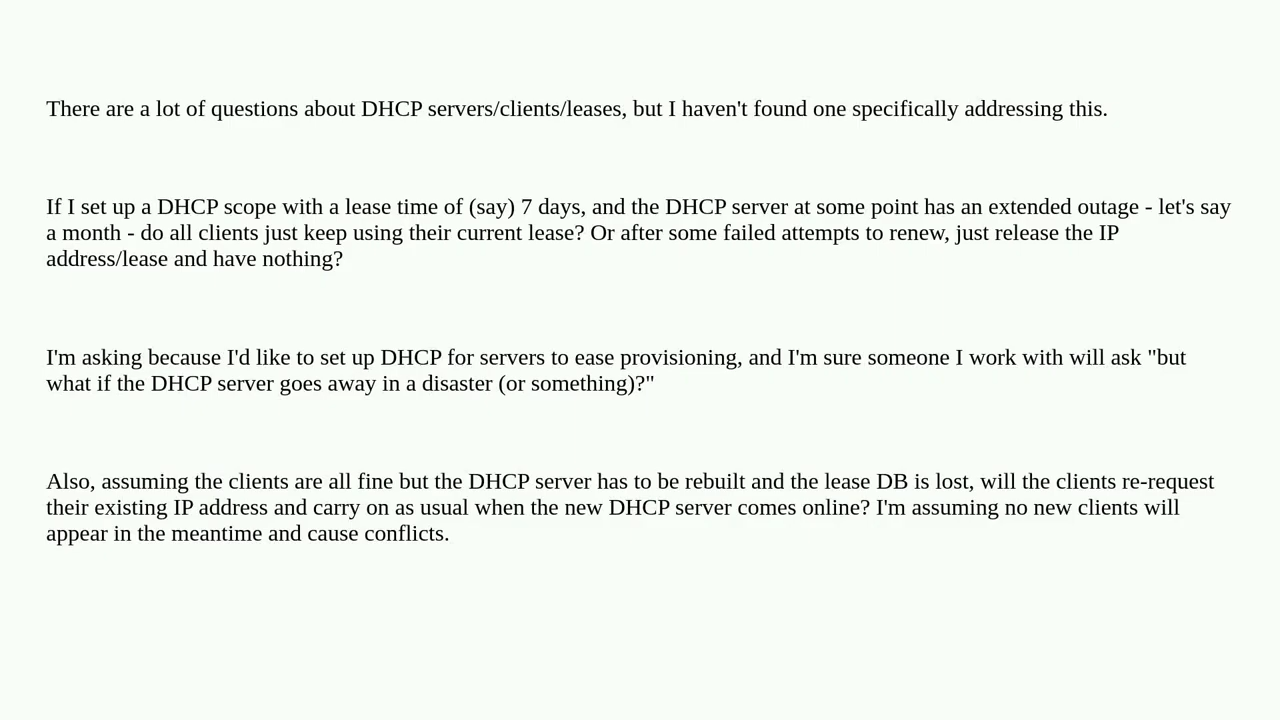 There are a lot of questions about DHCP servers/clients/leases, but I haven't found one specifically addressing this.
If I set up a DHCP scope with a lease time of (say) 7 days, and the DHCP server at some point has an extended outage - let's say
a month - do all clients just keep using their current lease? Or after some failed attempts to renew, just release the IP
address/lease and have nothing?
I'm asking because I'd like to set up DHCP for servers to ease provisioning, and I'm sure someone I work with will ask "but
what if the DHCP server goes away in a disaster (or something)?"
Also, assuming the clients are all fine but the DHCP server has to be rebuilt and the lease DB is lost, will the clients re-request
their existing IP address and carry on as usual when the new DHCP server comes online? I'm assuming no new clients will
appear in the meantime and cause conflicts.